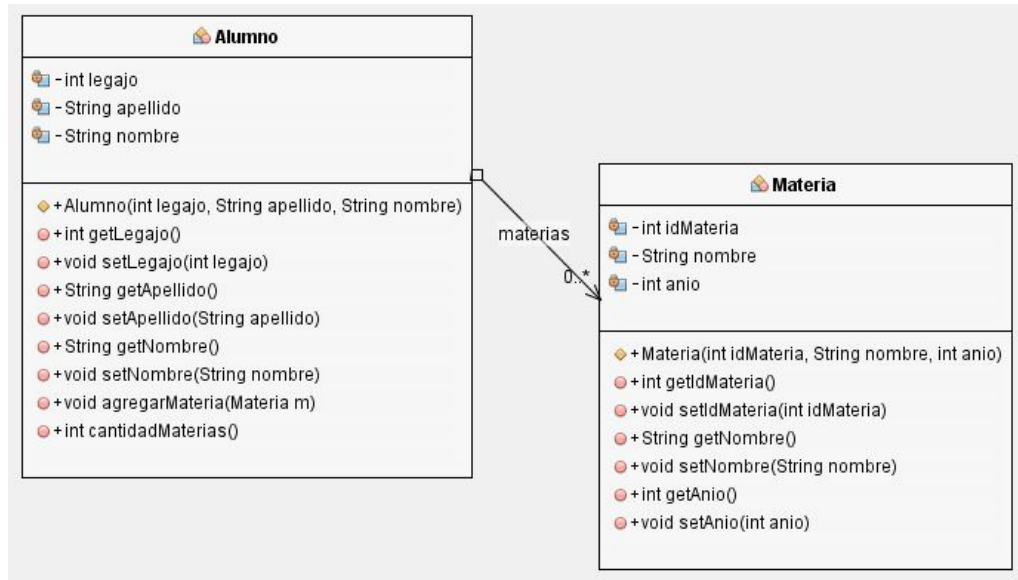 Alumno
-int legajo
-String apellido
-String nombre
+Alumno(int legajo, String apellido, String nombre)
+int getLegajo()
+void setLegajo(int legajo)
+String getApellido()
+void setApellido(String apellido)
+String getNombre()
+void setNombre(String nombre)
+void agregarMateria(Materia m)
+int cantidadMaterias()
materias
0..*
Materia
-int idMateria
-String nombre
-int anio
+Materia(int idMateria, String nombre, int anio)
+int getIdMateria()
+void setIdMateria(int idMateria)
+String getNombre()
+void setNombre(String nombre)
+int getAnio()
+void setAnio(int anio)